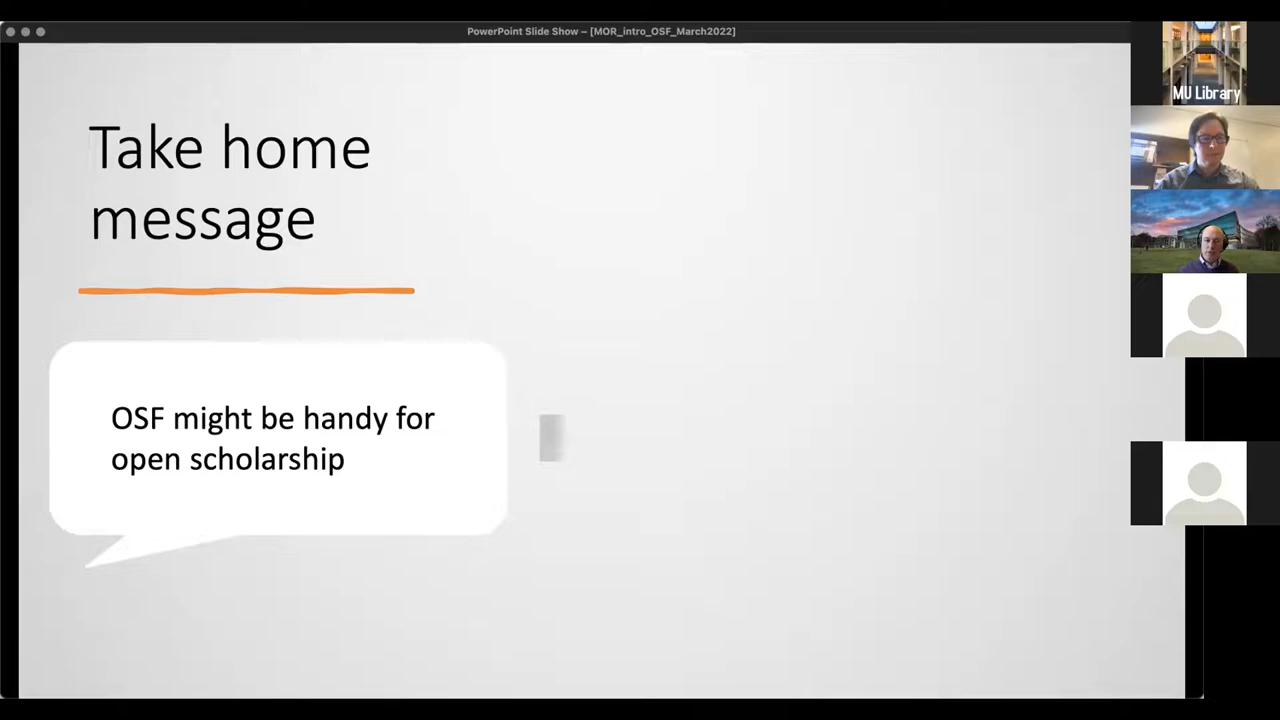 PowerPoint Slide Show – [MOR_intro_OSF_March2022]
MU Library
Take home
message
OSF might be handy for
open scholarship